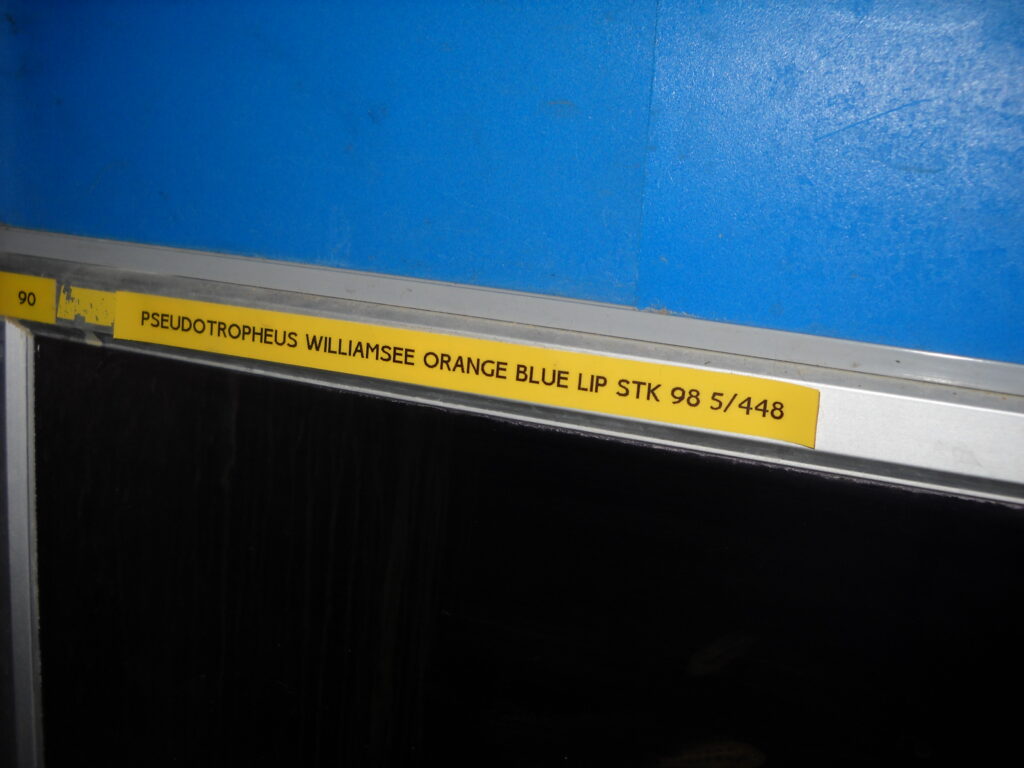 90
PSEUDOTROPHEUS WILLIAMSEE ORANGE BLUE LIP STK 98 5/448